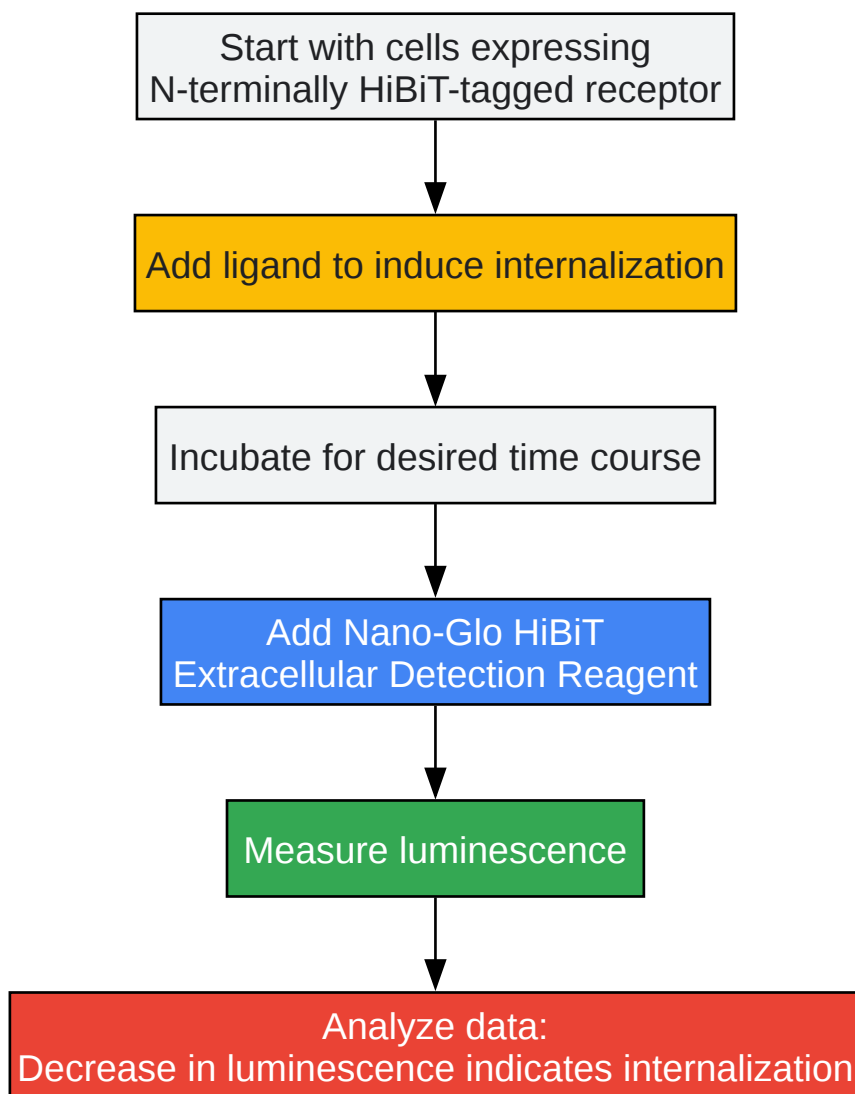 Start with cells expressing
N-terminally HiBiT-tagged receptor
Add ligand to induce internalization
Incubate for desired time course
Add Nano-Glo HiBiT
Extracellular Detection Reagent
Measure luminescence
Analyze data:
Decrease in luminescence indicates internalization